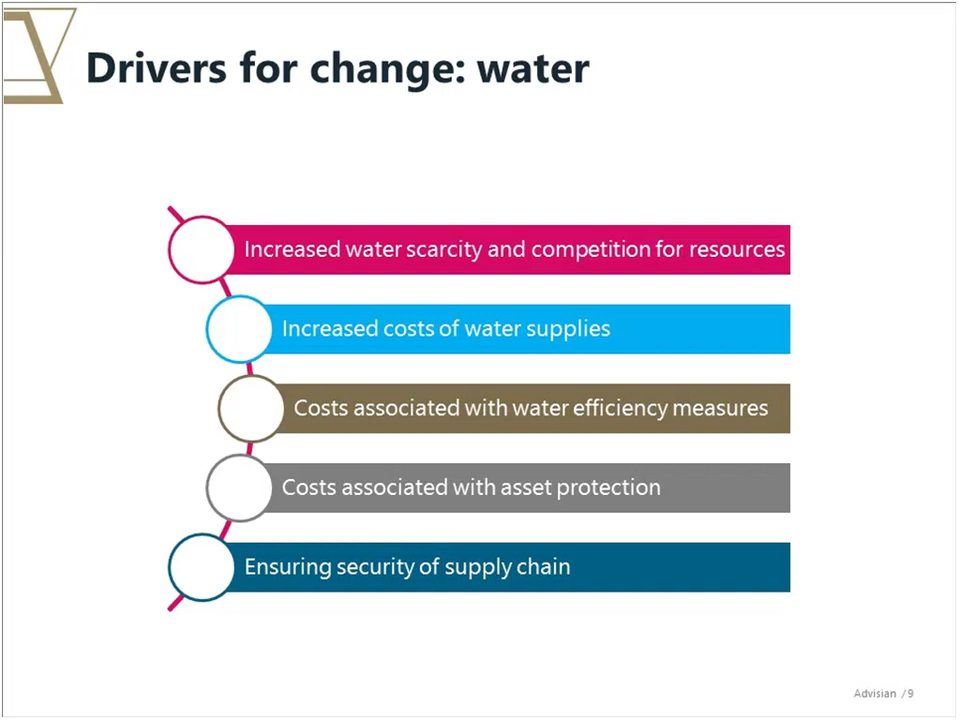 Drivers for change: water
Increased water scarcity and competition for resources
Increased costs of water supplies
Costs associated with water efficiency measures
Costs associated with asset protection
Ensuring security of supply chain
Advisian / 9